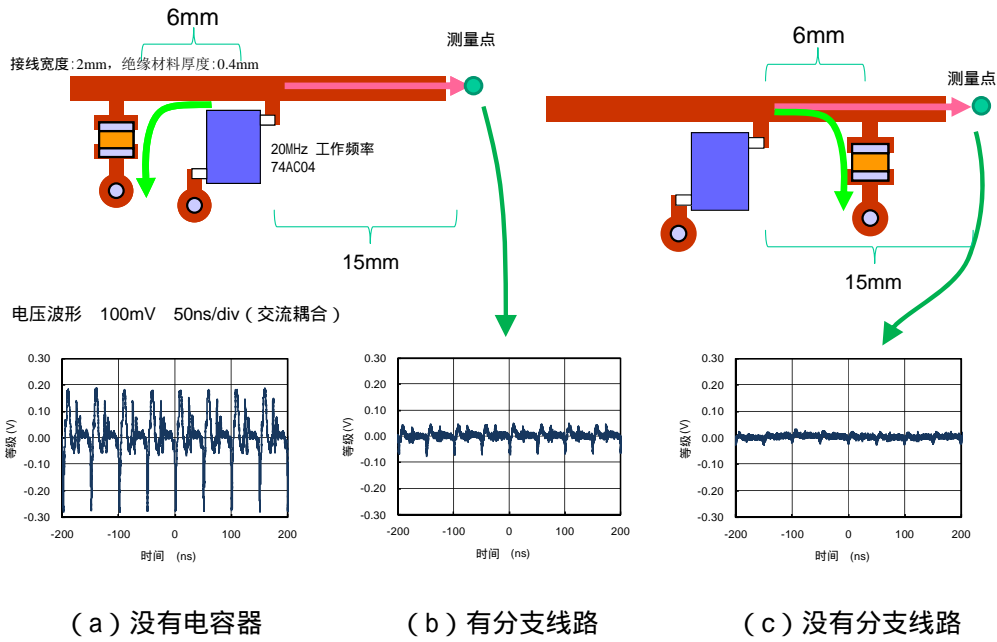 6mm
测量点
接线宽度:2mm，绝缘材料厚度:0.4mm
20MHz 工作频率
74AC04
15mm
6mm
测量点
15mm
电压波形 100mV 50ns/div（交流耦合）
0.30
0.20
0.10
0.00
-0.10
-0.20
-0.30
等级(V)
-200 -100 0 100 200
时间 (ns)
0.30
0.20
0.10
0.00
-0.10
-0.20
-0.30
等级(V)
-200 -100 0 100 200
时间 (ns)
0.30
0.20
0.10
0.00
-0.10
-0.20
-0.30
等级(V)
-200 -100 0 100 200
时间 (ns)
（a）没有电容器
（b）有分支线路
（c）没有分支线路